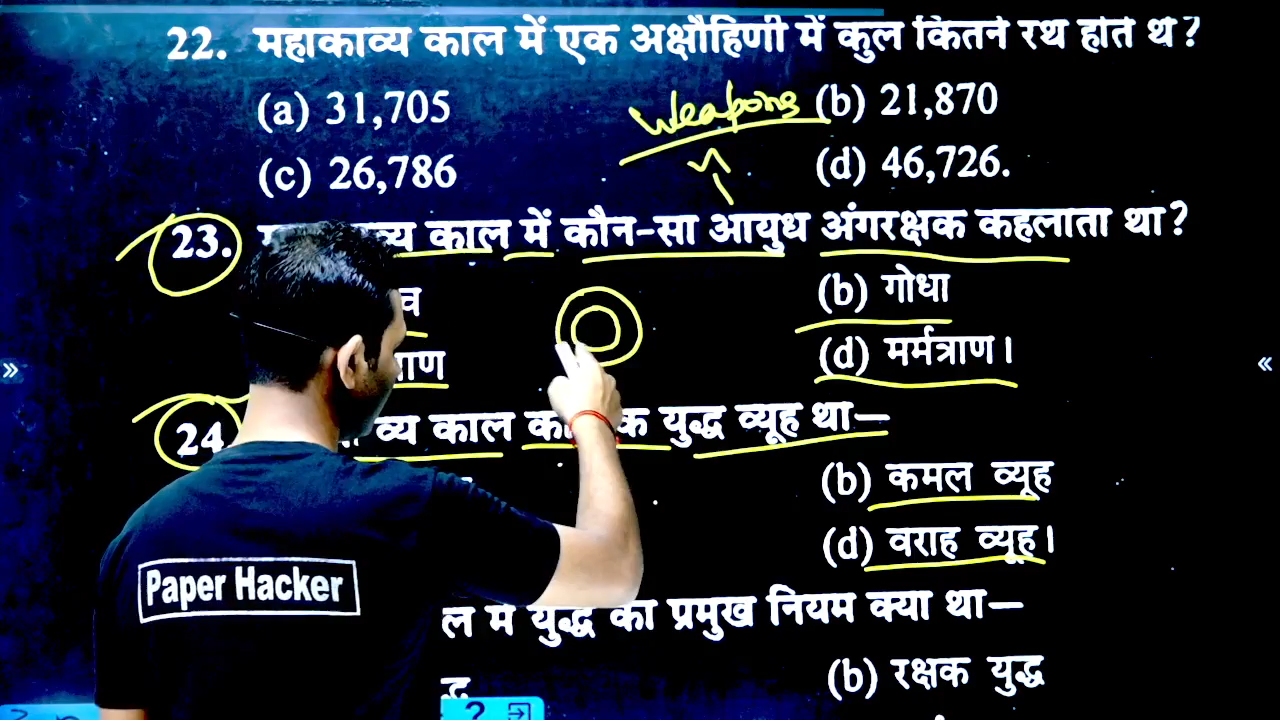 22. महाकाव्य काल में एक अक्षौहिणी में कुल कितने रथ होते थे?
(a) 31,705
weapons
(b) 21,870
(c) 26,786
(d) 46,726.
23. काल में कौन-सा आयुध अंगरक्षक कहलाता था?
(b) गोधा
(d) मर्मत्राण।
24. काल युद्ध व्यूह था—
(b) कमल व्यूह
(d) वराह व्यूह।
में युद्ध का प्रमुख नियम क्या था—
(b) रक्षक युद्ध
Paper Hacker
?
»
«